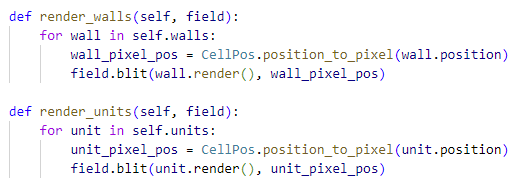 def render_walls(self, field):
    for wall in self.walls:
        wall_pixel_pos = CellPos.position_to_pixel(wall.position)
        field.blit(wall.render(), wall_pixel_pos)

def render_units(self, field):
    for unit in self.units:
        unit_pixel_pos = CellPos.position_to_pixel(unit.position)
        field.blit(unit.render(), unit_pixel_pos)